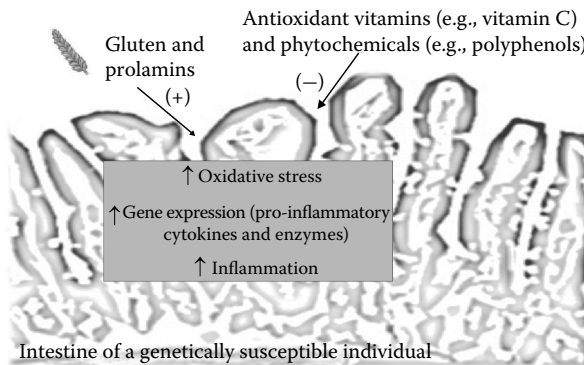 Antioxidant vitamins (e.g., vitamin C)
and phytochemicals (e.g., polyphenols)
Gluten and
prolamins
(+)
(—)
↑ Oxidative stress
↑ Gene expression (pro-inflammatory
cytokines and enzymes)
↑ Inflammation
Intestine of a genetically susceptible individual